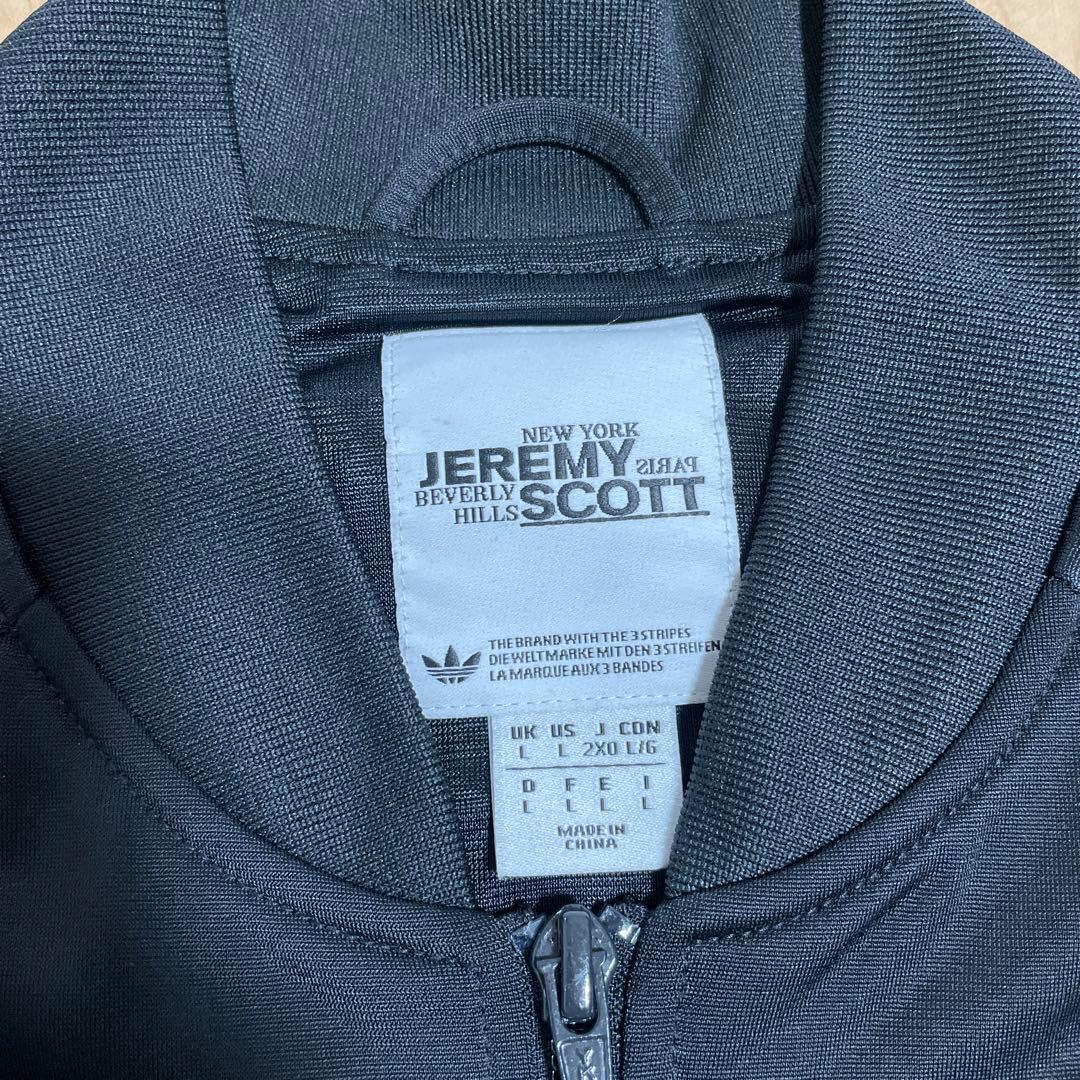 NEW YORK
JEREMY PARIS
BEVERLY
HILLS SCOTT
THE BRAND WITH THE 3 STRIPES
DIE WELTMARKE MIT DEN 3 STREIFEN
LA MARQUE AUX 3 BANDES
UK US J CDN
L L 2XO L/G
D F E I
L L L L
MADE IN
CHINA